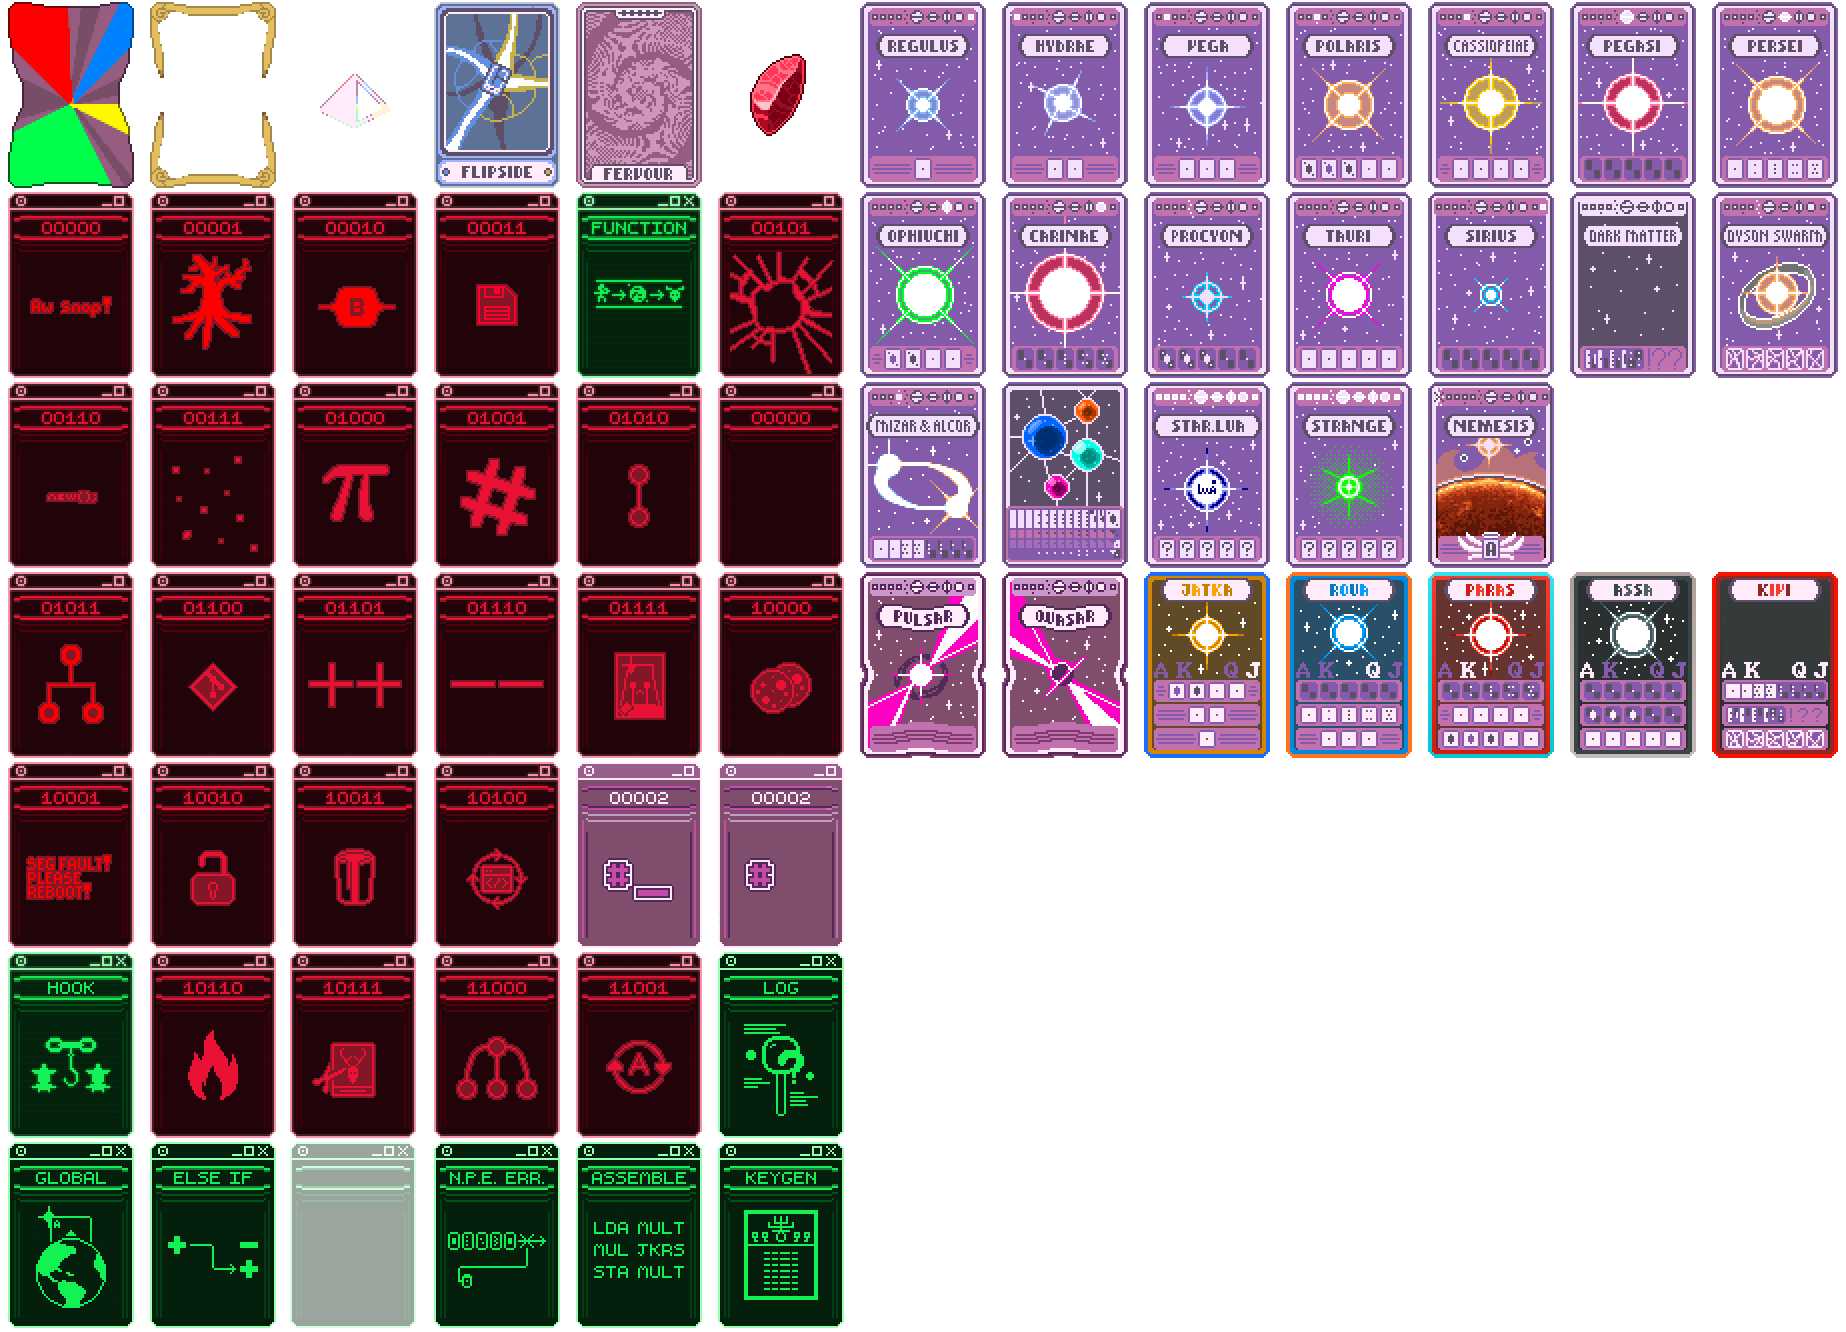 FLIPSIDE
FERVOUR
REGULUS
HYDRAE
VEGA
POLARIS
CASSIOPEIAE
PEGASI
PERSEI
00000
00001
00010
00011
FUNCTION
00101
OPHIUCHI
CARINAE
PROCYON
TAURI
SIRIUS
DARK MATTER
DYSON SWARM
Aw Snap!
B
00110
00111
01000
01001
01010
00000
MIZAR & ALCOR
STAR.LUA
STRANGE
NEMESIS
new();
π
#
LUA
? ? ? ? ?
? ? ? ? ?
A
01011
01100
01101
01110
01111
10000
PULSAR
QUASAR
JATKA
ROVA
PARAS
ASSA
KIVI
++
−−
A K Q J
A K Q J
A K Q J
A K Q J
A K Q J
10001
10010
10011
10100
00002
00002
SEG FAULT!
PLEASE
REBOOT!
</>
#
#
HOOK
10110
10111
11000
11001
LOG
A
GLOBAL
ELSE IF
N.P.E. ERR.
ASSEMBLE
KEYGEN
A
LDA MULT
MUL JKRS
STA MULT